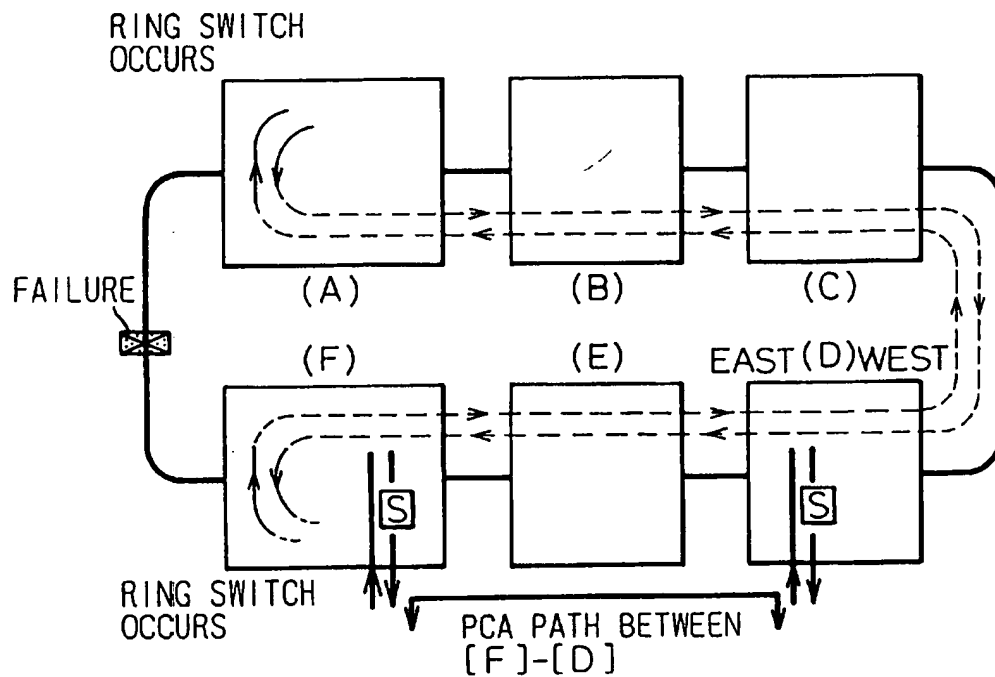 RING SWITCH
OCCURS
(A)
(B)
(C)
FAILURE
(F)
(E)
EAST (D) WEST
S
S
RING SWITCH
OCCURS
PCA PATH BETWEEN
[F]-[D]